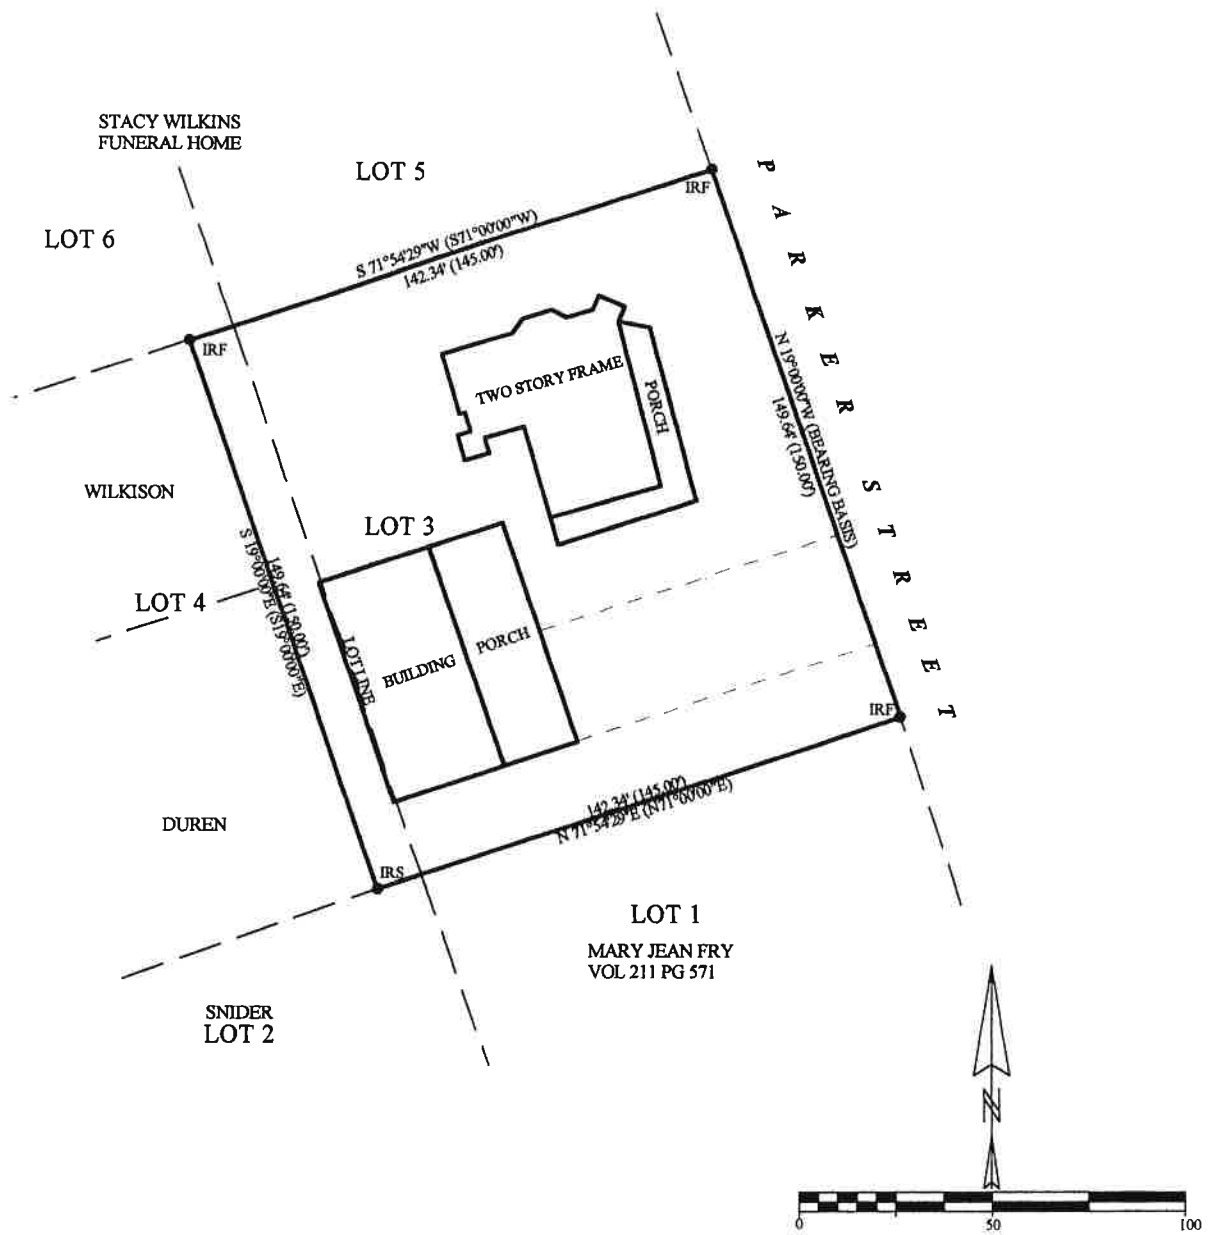 STACY WILKINS
FUNERAL HOME
LOT 5
LOT 6
IRF
S 71°54'29"W (S71°00'00"W)
142.34' (145.00')
PARKER STREET
IRF
TWO STORY FRAME
PORCH
N 19°00'00"W (BEARING BASIS)
149.64' (150.00')
WILKISON
LOT 3
149.64' (150.00')
S 19°00'00"E (S19°00'00"E)
LOT 4
LOT LINE
BUILDING
PORCH
IRF
142.34' (145.00')
N 71°54'29"E (N71°00'00"E)
DUREN
IRS
LOT 1
MARY JEAN FRY
VOL 211 PG 571
SNIDER
LOT 2
N
0 50 100